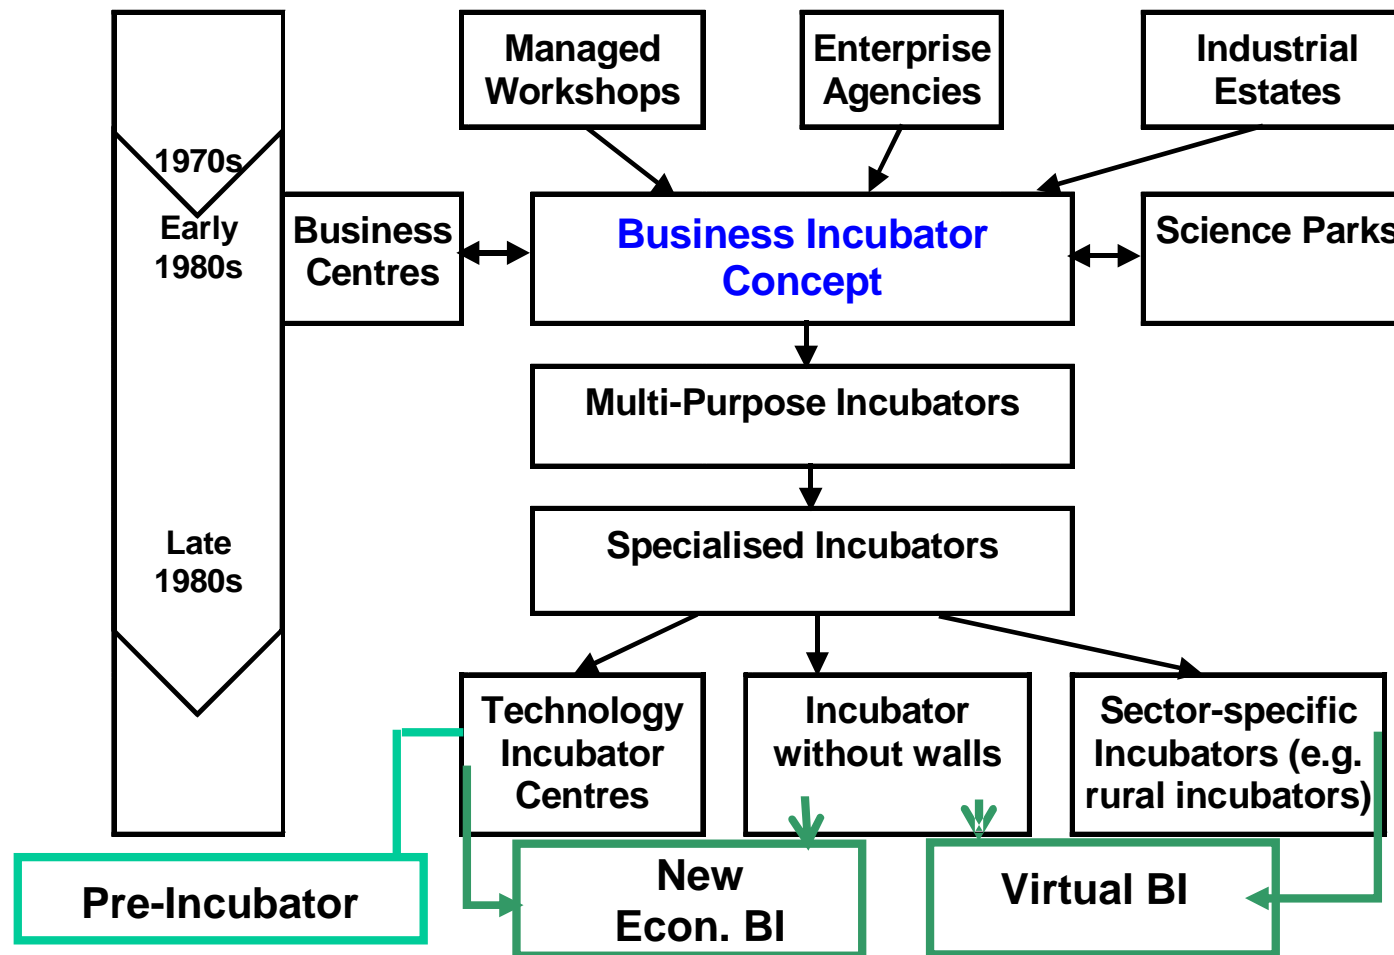 Managed
Workshops
Enterprise
Agencies
Industrial
Estates
1970s
Early
1980s
Business
Centres
Business Incubator
Concept
Science Parks
Multi-Purpose Incubators
Late
1980s
Specialised Incubators
Technology
Incubator
Centres
Incubator
without walls
Sector-specific
Incubators (e.g.
rural incubators)
Pre-Incubator
New
Econ. BI
Virtual BI